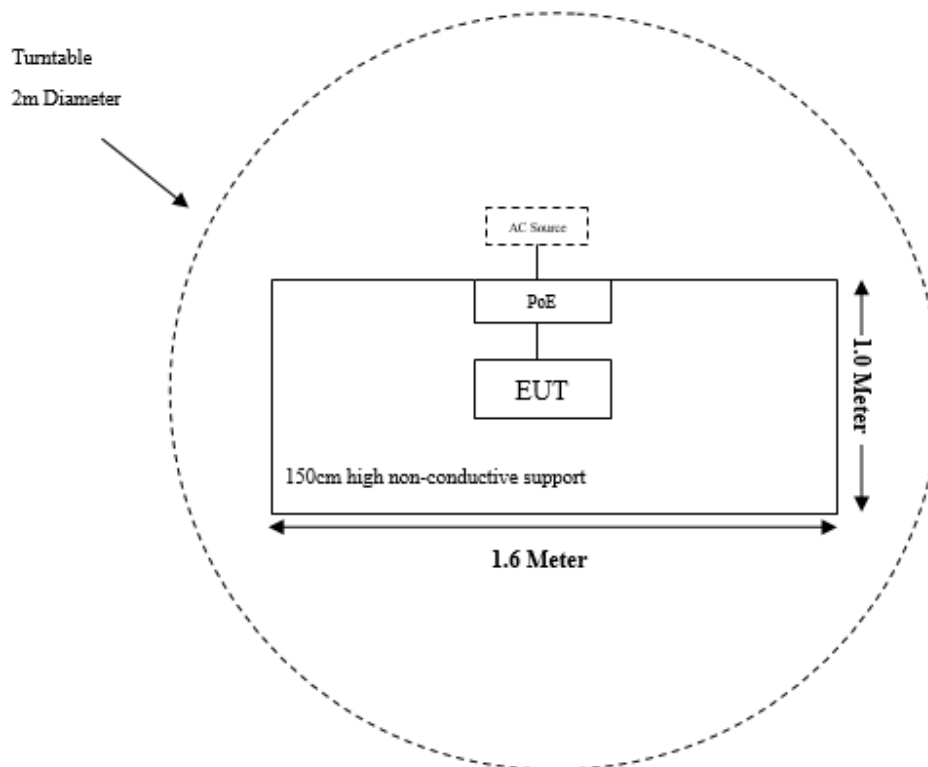 Turntable
2m Diameter
AC Source
PoE
EUT
1.0 Meter
150cm high non-conductive support
1.6 Meter